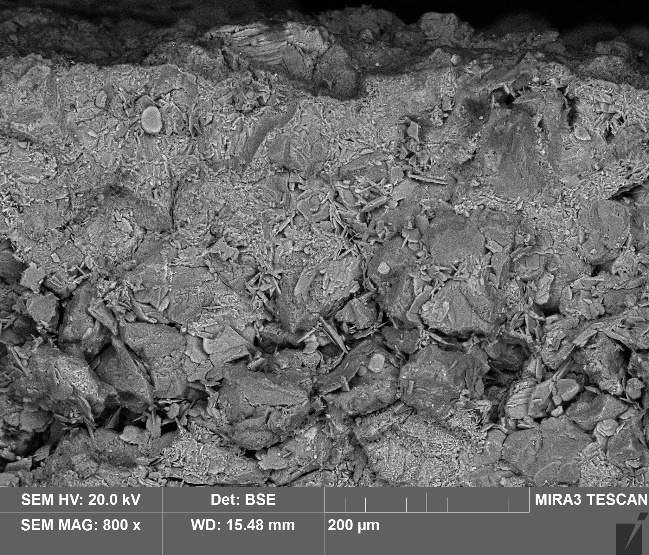 SEM HV: 20.0 kV Det: BSE MIRA3 TESCAN
SEM MAG: 800 x WD: 15.48 mm 200 µm